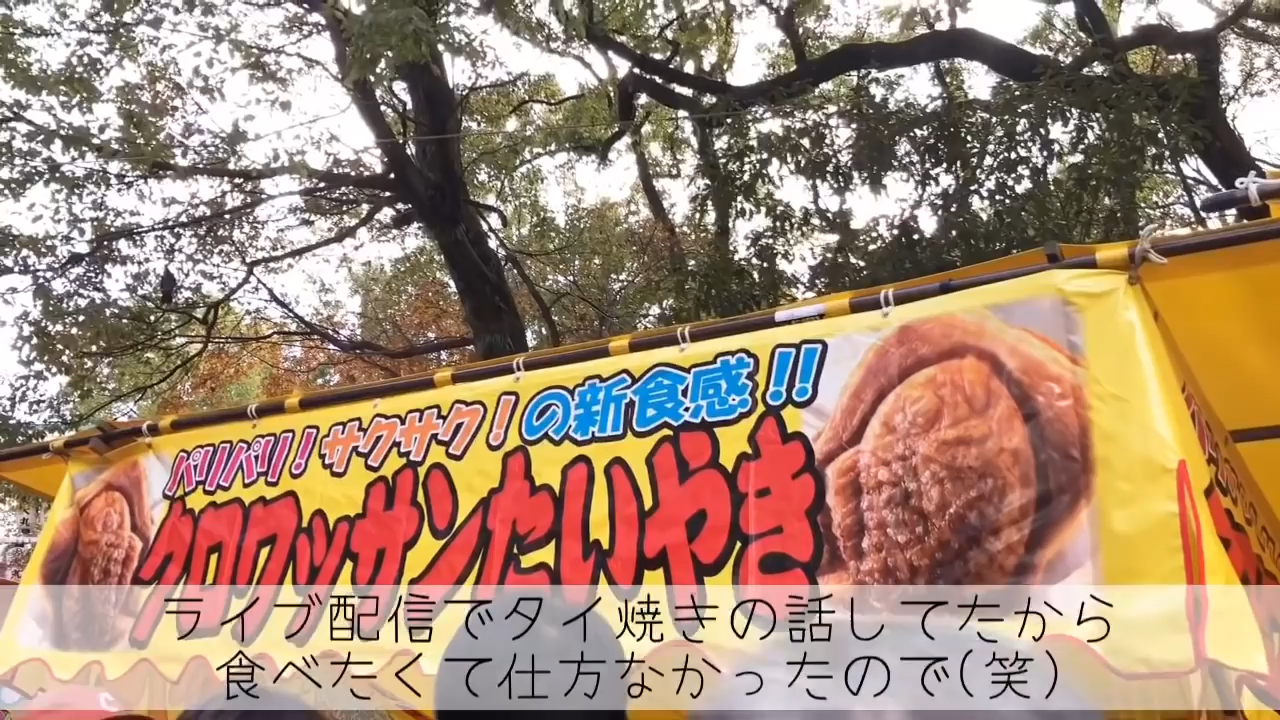 パリパリ！サクサク！の新食感!!
クロワッサンたいやき
ライブ配信でタイ焼きの話してたから
食べたくて仕方なかったので(笑)